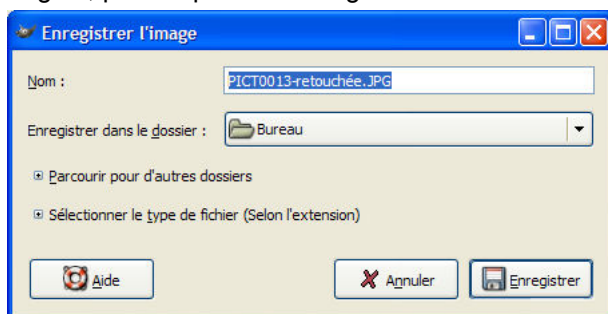 Enregistrer l'image
Nom :
PICT0013-retouchée.JPG
Enregistrer dans le dossier :
Bureau
Parcourir pour d'autres dossiers
Sélectionner le type de fichier (Selon l'extension)
Aide
Annuler
Enregistrer